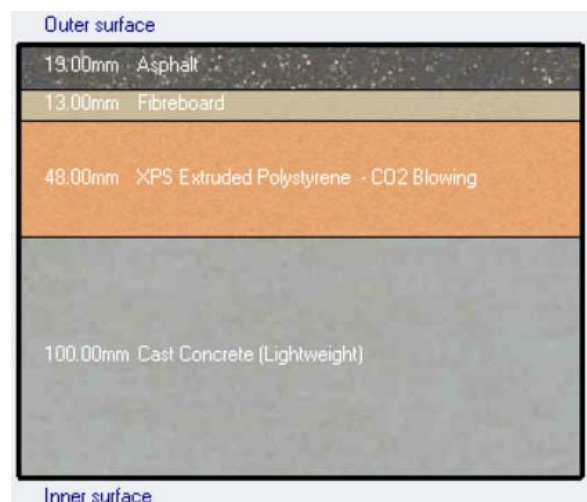 Outer surface
19.00mm Asphalt
13.00mm Fibreboard
48.00mm XPS Extruded Polystyrene - CO2 Blowing
100.00mm Cast Concrete (Lightweight)
Inner surface